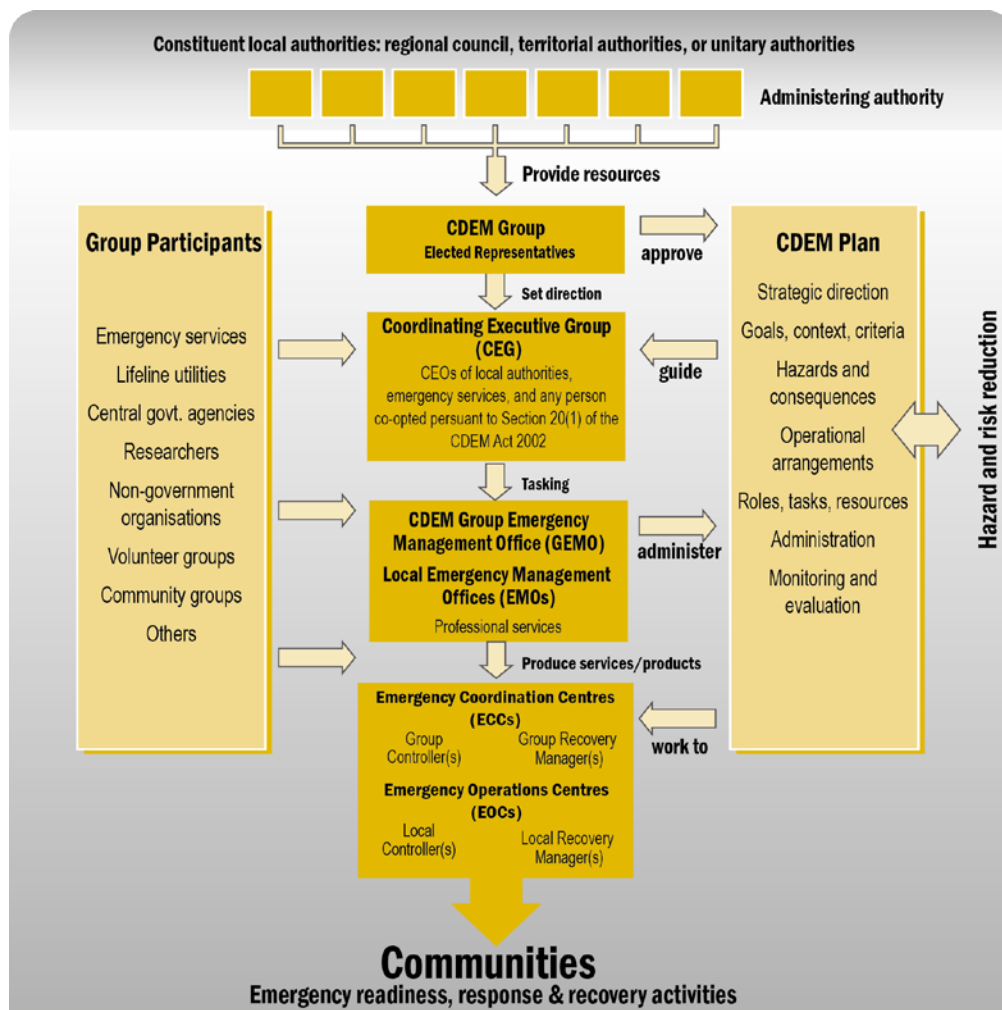 Constituent local authorities: regional council, territorial authorities, or unitary authorities
Administering authority
Provide resources
Group Participants
Emergency services
Lifeline utilities
Central govt. agencies
Researchers
Non-government
organisations
Volunteer groups
Community groups
Others
CDEM Group
Elected Representatives
approve
Set direction
Coordinating Executive Group
(CEG)
CEOs of local authorities,
emergency services, and any person
co-opted pursuant to Section 20(1) of the
CDEM Act 2002
guide
Tasking
CDEM Group Emergency
Management Office (GEMO)
Local Emergency Management
Offices (EMOs)
Professional services
administer
Produce services/products
Emergency Coordination Centres
(ECCs)
Group
Controller(s)
Group Recovery
Manager(s)
Emergency Operations Centres
(EOCs)
Local
Controller(s)
Local Recovery
Manager(s)
work to
CDEM Plan
Strategic direction
Goals, context, criteria
Hazards and
consequences
Operational
arrangements
Roles, tasks, resources
Administration
Monitoring and
evaluation
Hazard and risk reduction
Communities
Emergency readiness, response & recovery activities